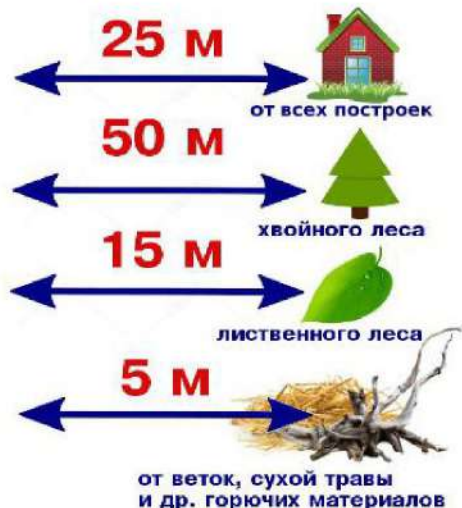 25 м
от всех построек
50 м
хвойного леса
15 м
лиственного леса
5 м
от веток, сухой травы
и др. горючих материалов